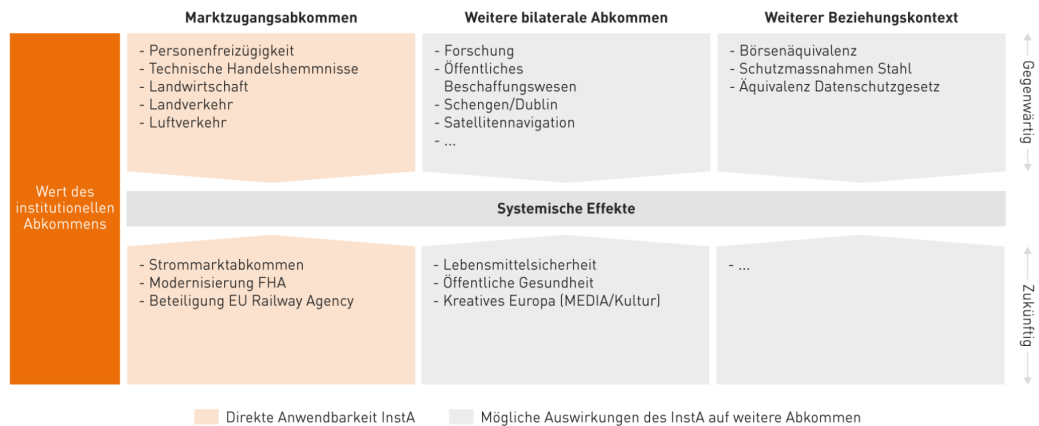 Marktzugangsabkommen
Weitere bilaterale Abkommen
Weiterer Beziehungskontext
- Personenfreizügigkeit
- Technische Handelshemmnisse
- Landwirtschaft
- Landverkehr
- Luftverkehr
- Forschung
- Öffentliches
Beschaffungswesen
- Schengen/Dublin
- Satellitennavigation
- ...
- Börsenäquivalenz
- Schutzmassnahmen Stahl
- Äquivalenz Datenschutzgesetz
Gegenwärtig
Wert des
institutionellen
Abkommens
Systemische Effekte
- Strommarktabkommen
- Modernisierung FHA
- Beteiligung EU Railway Agency
- Lebensmittelsicherheit
- Öffentliche Gesundheit
- Kreatives Europa (MEDIA/Kultur)
- ...
Zukünftig
Direkte Anwendbarkeit InstA
Mögliche Auswirkungen des InstA auf weitere Abkommen